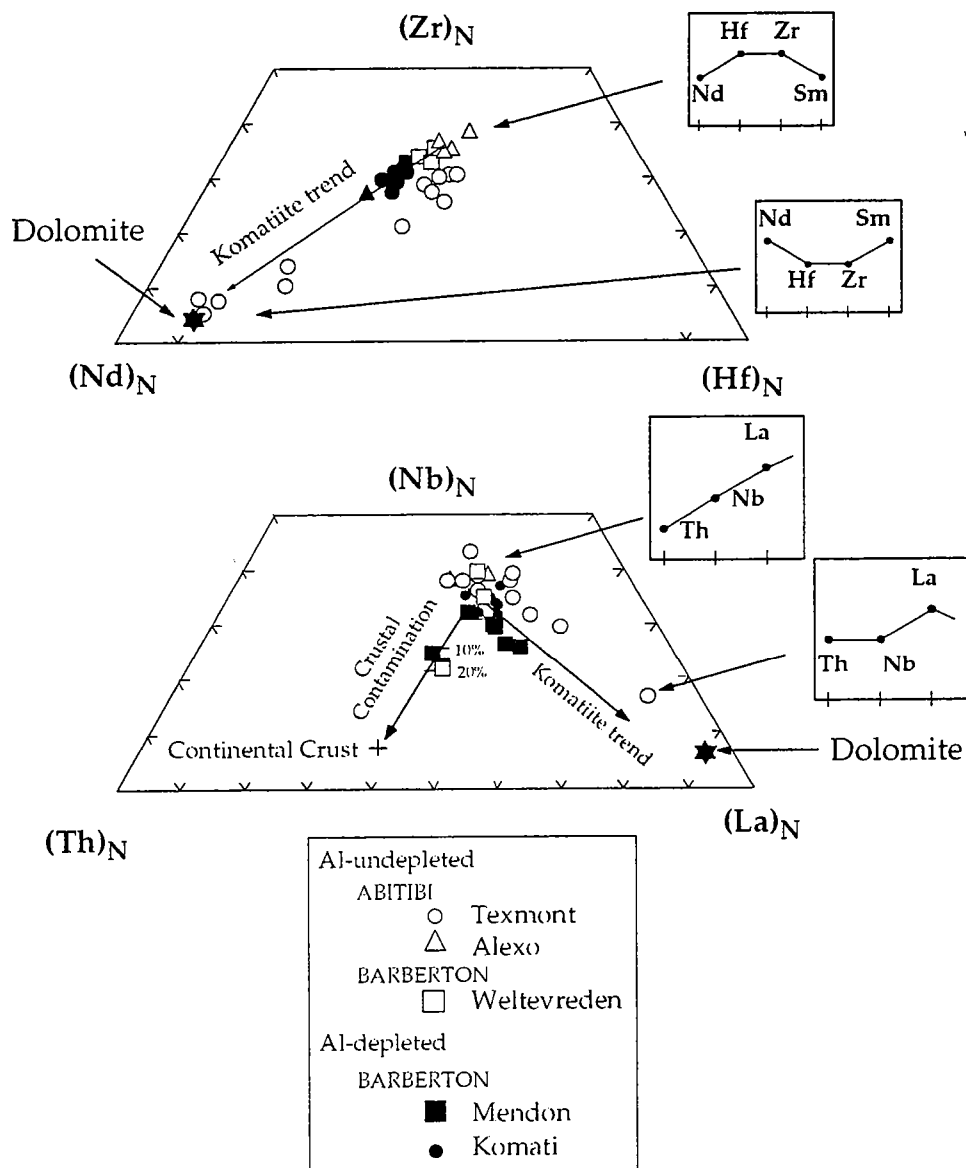 (Zr)N
Hf Zr
Nd Sm
Komatiite trend
Dolomite
Nd Sm
Hf Zr
(Nd)N
(Hf)N
La
Nb
Th
(Nb)N
La
Th Nb
Crustal
Contamination
10%
20%
Komatiite trend
Continental Crust
Dolomite
(Th)N
(La)N
Al-undepleted
ABITIBI
Texmont
Alexo
BARBERTON
Weltevreden
Al-depleted
BARBERTON
Mendon
Komati